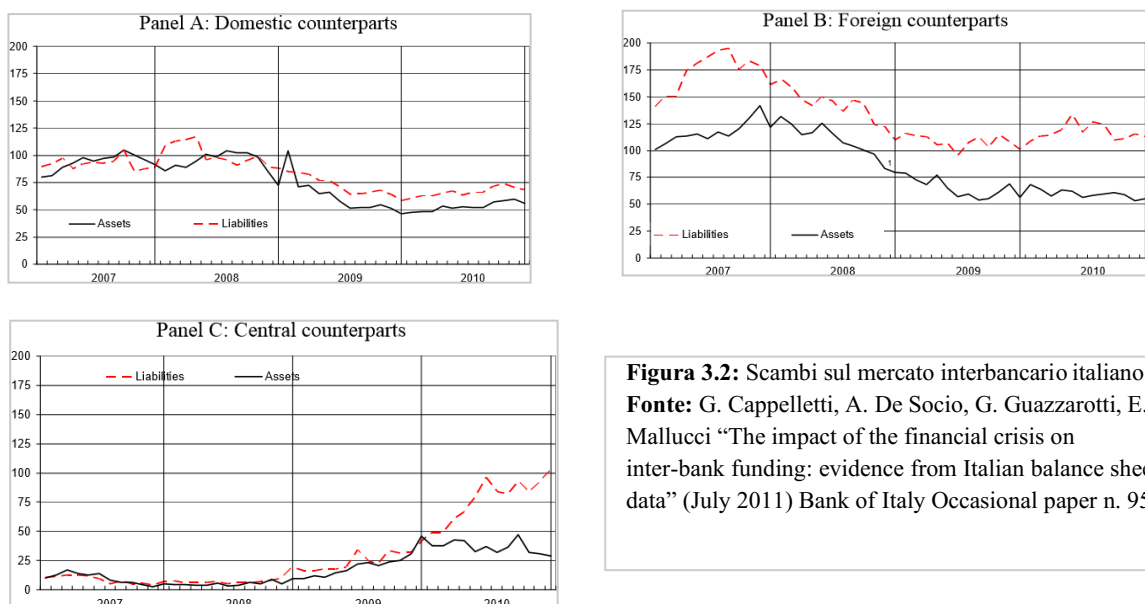 Panel A: Domestic counterparts
200
175
150
125
100
75
50
25
0
Assets
Liabilities
2007 2008 2009 2010
Panel B: Foreign counterparts
200
175
150
125
100
75
50
25
0
1
Liabilities
Assets
2007 2008 2009 2010
Panel C: Central counterparts
200
175
150
125
100
75
50
25
0
Liabilities
Assets
2007 2008 2009 2010
Figura 3.2: Scambi sul mercato interbancario italiano
Fonte: G. Cappelletti, A. De Socio, G. Guazzarotti, E.
Mallucci “The impact of the financial crisis on
inter-bank funding: evidence from Italian balance shee
data” (July 2011) Bank of Italy Occasional paper n. 95